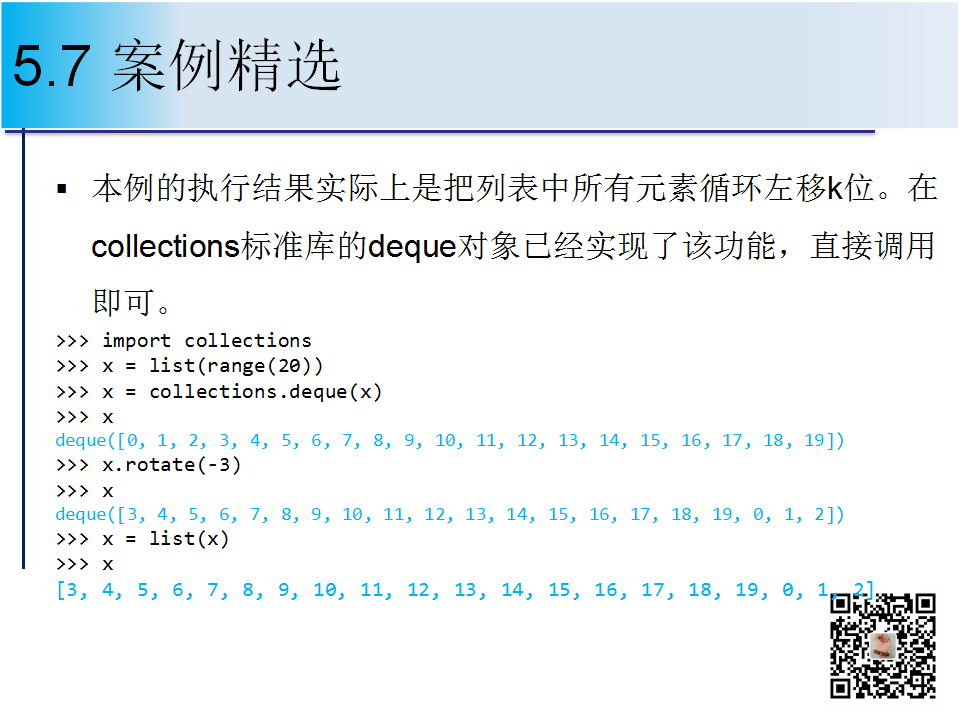 5.7 案例精选
▪ 本例的执行结果实际上是把列表中所有元素循环左移k位。在
collections标准库的deque对象已经实现了该功能，直接调用
即可。
>>> import collections
>>> x = list(range(20))
>>> x = collections.deque(x)
>>> x
deque([0, 1, 2, 3, 4, 5, 6, 7, 8, 9, 10, 11, 12, 13, 14, 15, 16, 17, 18, 19])
>>> x.rotate(-3)
>>> x
deque([3, 4, 5, 6, 7, 8, 9, 10, 11, 12, 13, 14, 15, 16, 17, 18, 19, 0, 1, 2])
>>> x = list(x)
>>> x
[3, 4, 5, 6, 7, 8, 9, 10, 11, 12, 13, 14, 15, 16, 17, 18, 19, 0, 1, 2]